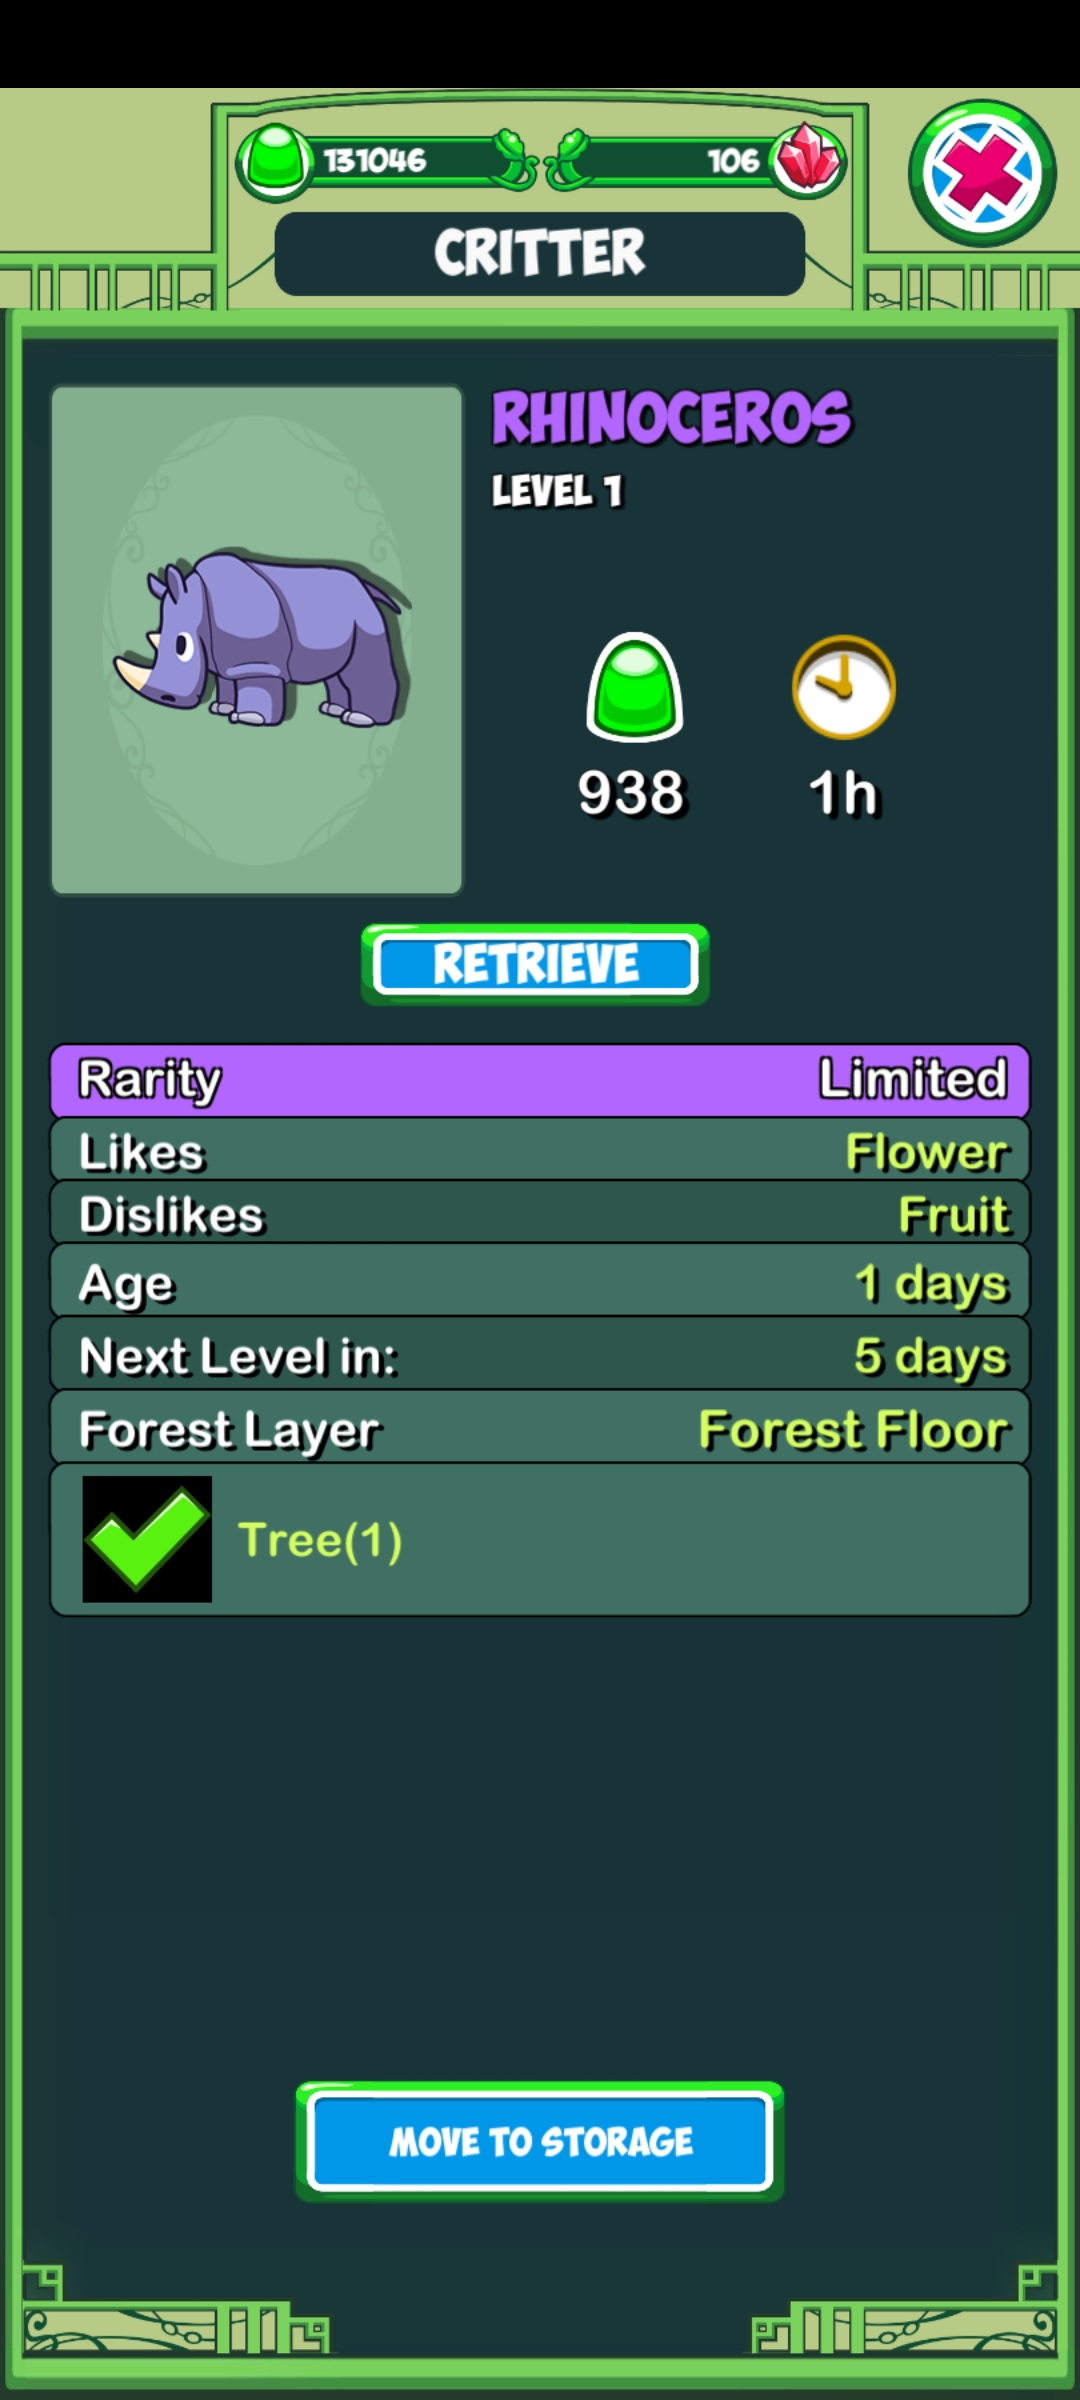 131046
106
CRITTER
RHINOCEROS
LEVEL 1
938
1h
RETRIEVE
Rarity Limited
Likes Flower
Dislikes Fruit
Age 1 days
Next Level in: 5 days
Forest Layer Forest Floor
Tree(1)
MOVE TO STORAGE